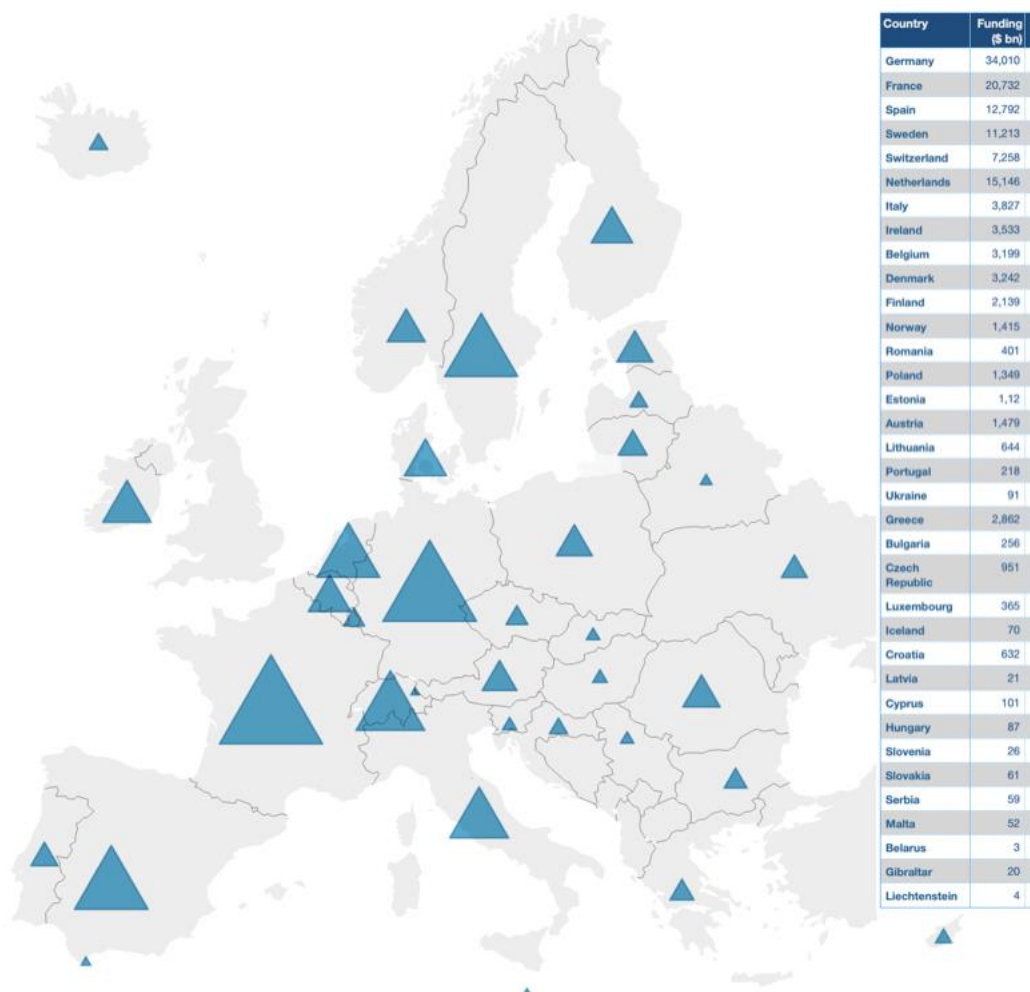 Country Funding
($ bn)
Germany 34,010
France 20,732
Spain 12,792
Sweden 11,213
Switzerland 7,258
Netherlands 15,146
Italy 3,827
Ireland 3,533
Belgium 3,199
Denmark 3,242
Finland 2,139
Norway 1,415
Romania 401
Poland 1,349
Estonia 1,12
Austria 1,479
Lithuania 644
Portugal 218
Ukraine 91
Greece 2,862
Bulgaria 256
Czech 951
Republic
Luxembourg 365
Iceland 70
Croatia 632
Latvia 21
Cyprus 101
Hungary 87
Slovenia 26
Slovakia 61
Serbia 59
Malta 52
Belarus 3
Gibraltar 20
Liechtenstein 4